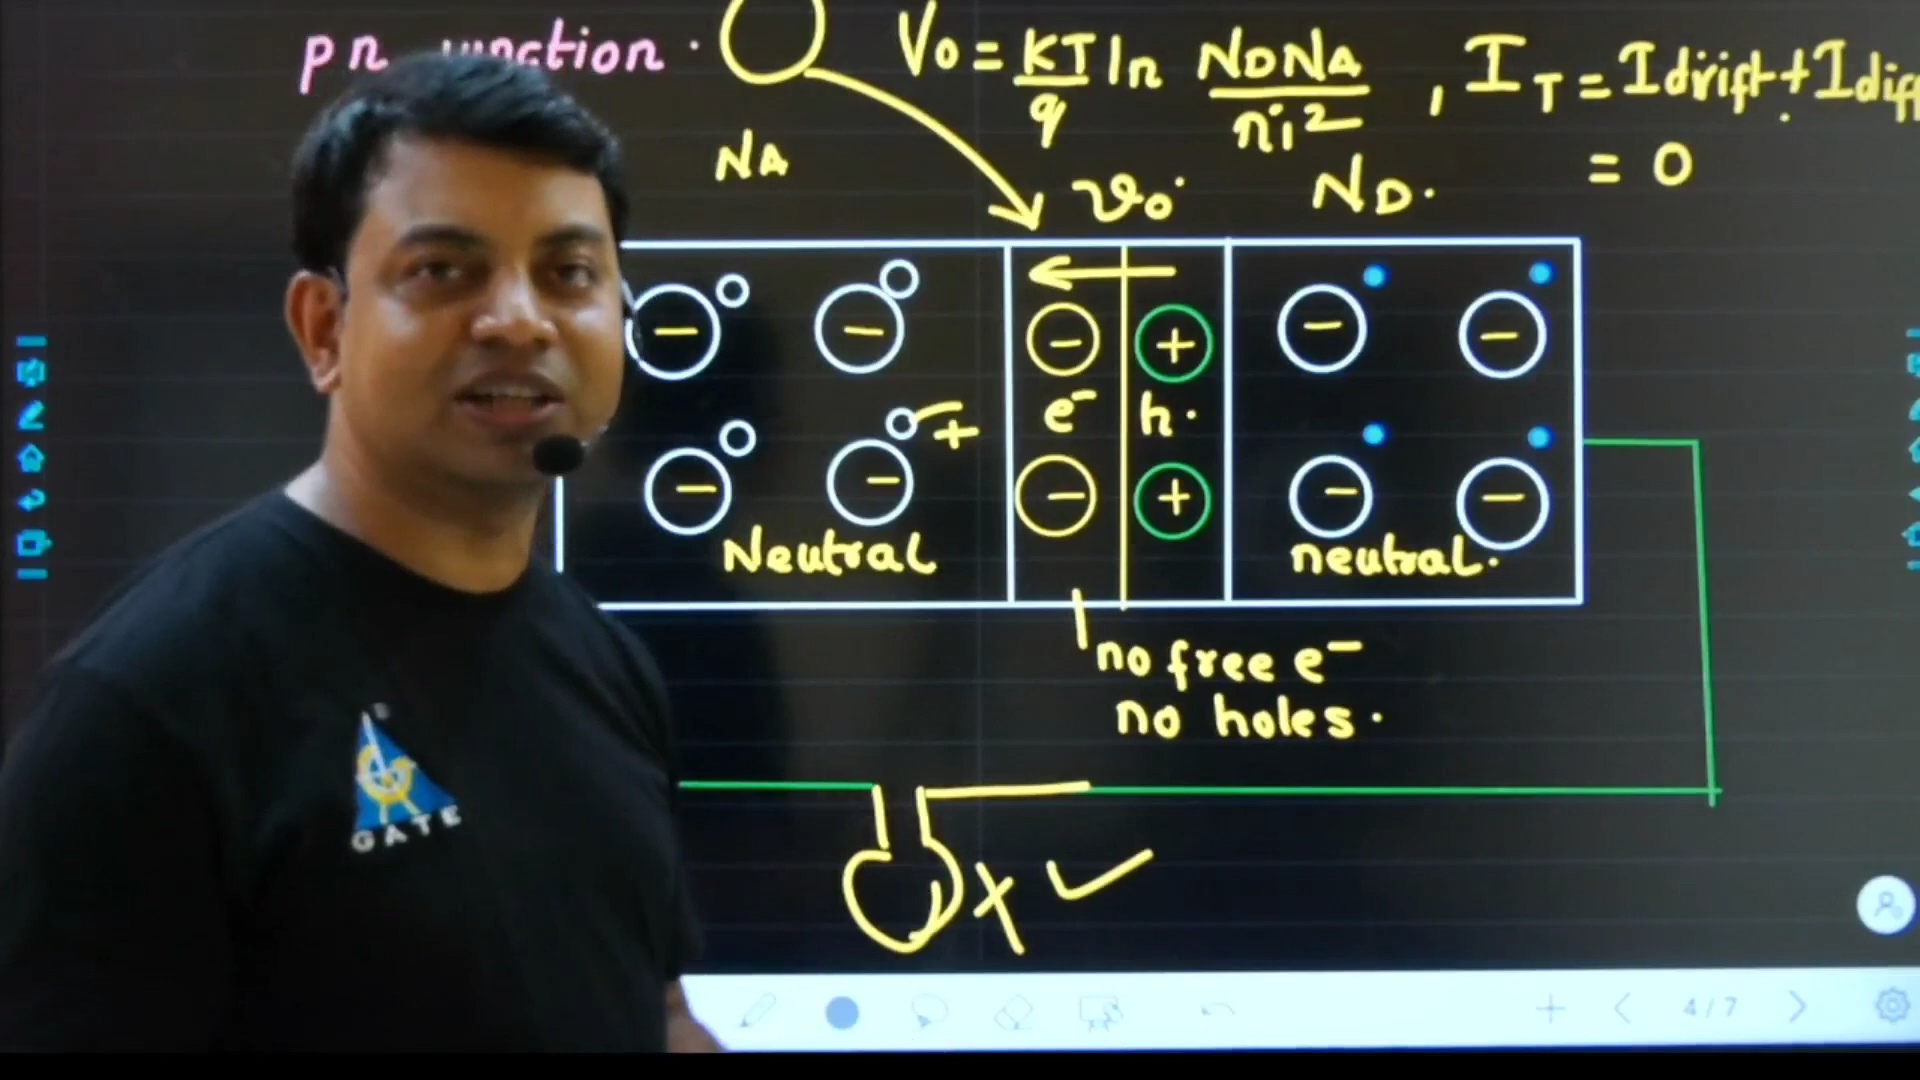 pn junction.
V0 = KT/q ln NDNA/ni², IT = Idrift + Idiff
= 0
NA
v0
ND.
− − − + − −
e⁻ h.
+
− − − + − −
Neutral
neutral.
no free e⁻
no holes.
GATE
4/7